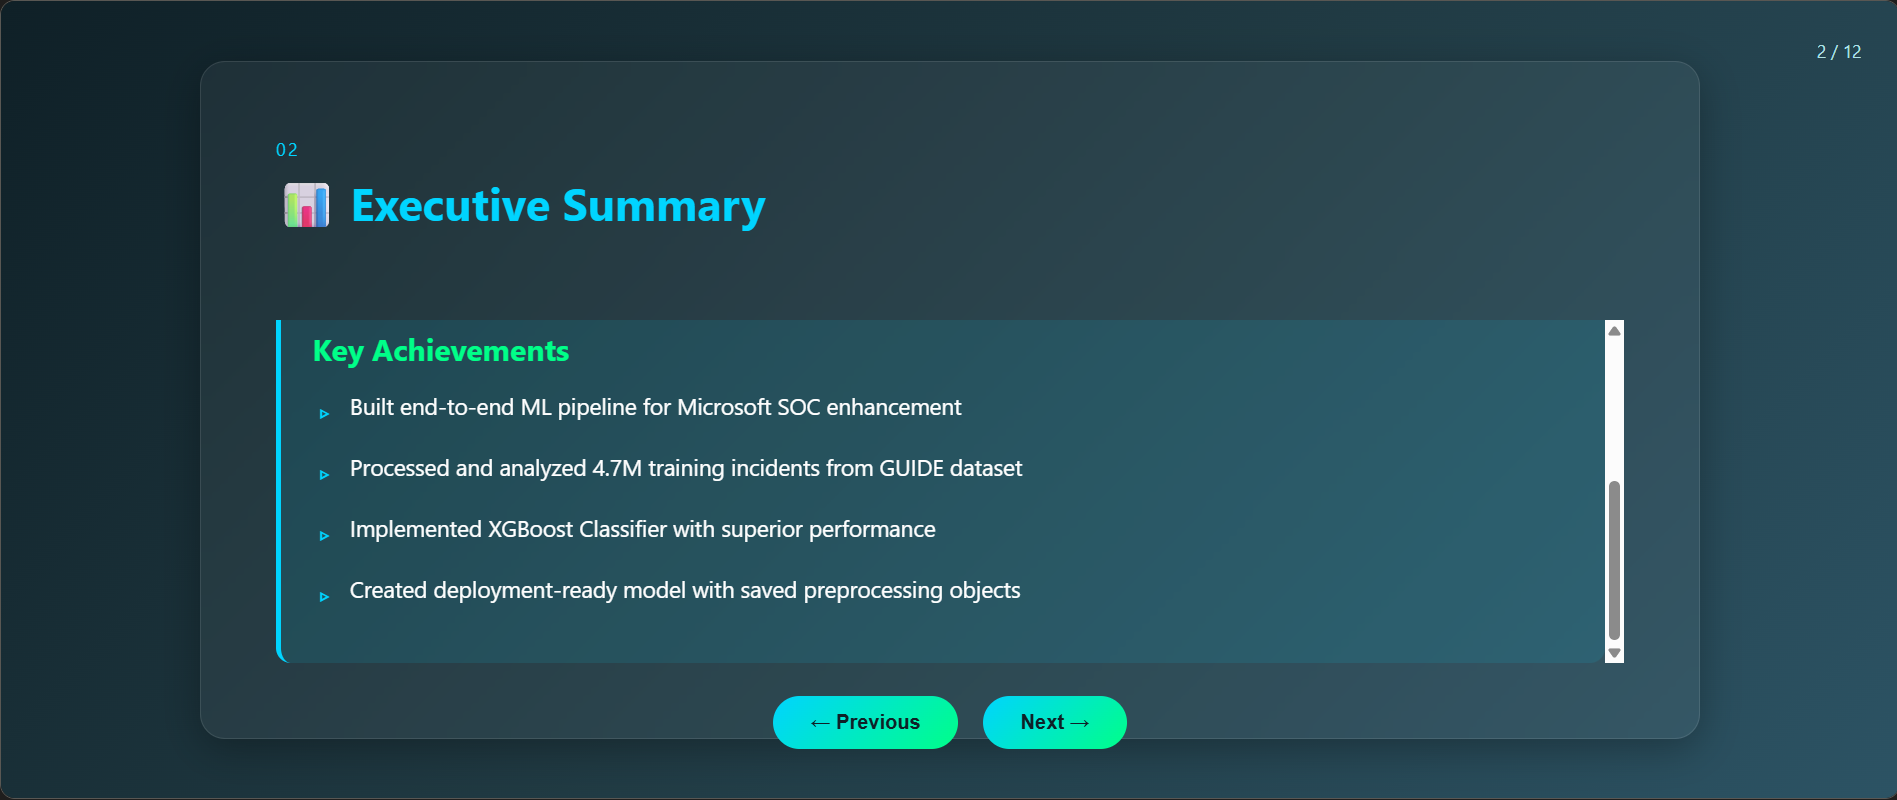 2 / 12
02
Executive Summary
Key Achievements
▹ Built end-to-end ML pipeline for Microsoft SOC enhancement
▹ Processed and analyzed 4.7M training incidents from GUIDE dataset
▹ Implemented XGBoost Classifier with superior performance
▹ Created deployment-ready model with saved preprocessing objects
← Previous
Next →